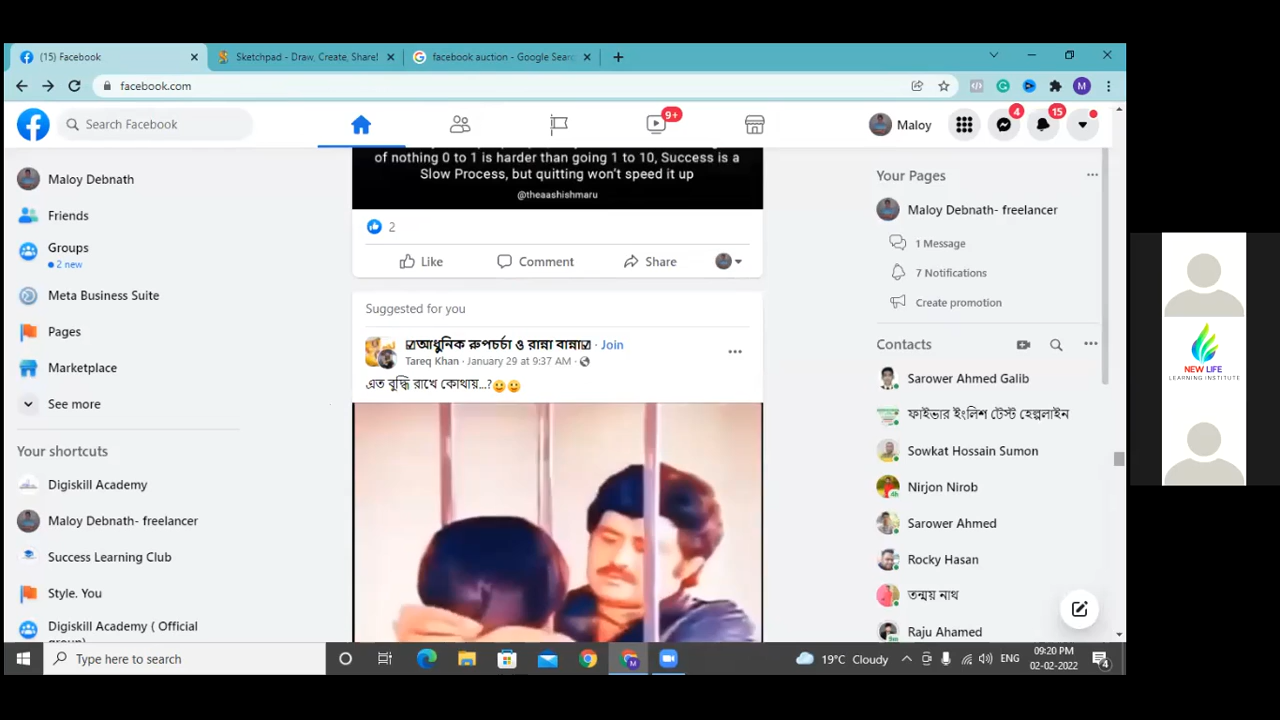 (15) Facebook
Sketchpad - Draw, Create, Share!
facebook auction - Google Searc
facebook.com
Search Facebook
9+
Maloy
4
15
of nothing 0 to 1 is harder than going 1 to 10, Success is a
Slow Process, but quitting won't speed it up
@theaashishmaru
2
Like
Comment
Share
Suggested for you
আধুনিক রুপচর্চা ও রান্না বান্না · Join
Tareq Khan · January 29 at 9:37 AM ·
এত বুদ্ধি রাখে কোথায়...?
Maloy Debnath
Friends
Groups
2 new
Meta Business Suite
Pages
Marketplace
See more
Your shortcuts
Digiskill Academy
Maloy Debnath- freelancer
Success Learning Club
Style. You
Digiskill Academy ( Official
group)
Your Pages
Maloy Debnath- freelancer
1 Message
7 Notifications
Create promotion
Contacts
Sarower Ahmed Galib
ফাইভার ইংলিশ টেস্ট হেল্পলাইন
Sowkat Hossain Sumon
Nirjon Nirob
Sarower Ahmed
Rocky Hasan
তন্ময় নাথ
Raju Ahamed
NEW LIFE
LEARNING INSTITUTE
Type here to search
19°C Cloudy
ENG
09:20 PM
02-02-2022
4